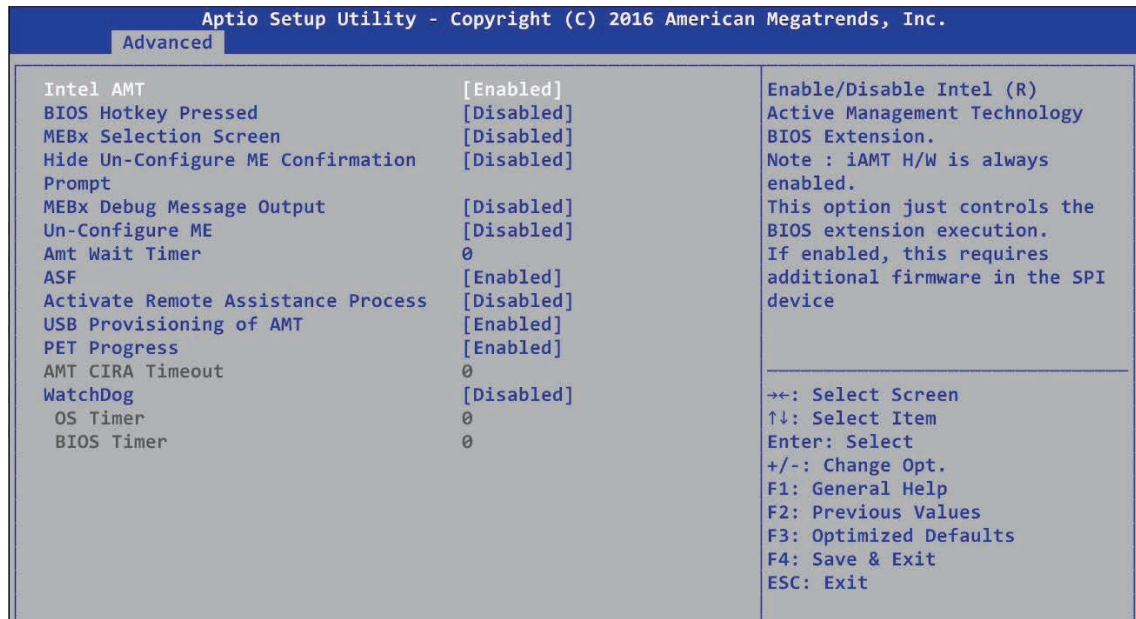 Aptio Setup Utility - Copyright (C) 2016 American Megatrends, Inc.
Advanced
Intel AMT [Enabled]
BIOS Hotkey Pressed [Disabled]
MEBx Selection Screen [Disabled]
Hide Un-Configure ME Confirmation [Disabled]
Prompt
MEBx Debug Message Output [Disabled]
Un-Configure ME [Disabled]
Amt Wait Timer 0
ASF [Enabled]
Activate Remote Assistance Process [Disabled]
USB Provisioning of AMT [Enabled]
PET Progress [Enabled]
AMT CIRA Timeout 0
WatchDog [Disabled]
OS Timer 0
BIOS Timer 0
Enable/Disable Intel (R)
Active Management Technology
BIOS Extension.
Note : iAMT H/W is always
enabled.
This option just controls the
BIOS extension execution.
If enabled, this requires
additional firmware in the SPI
device
→←: Select Screen
↑↓: Select Item
Enter: Select
+/-: Change Opt.
F1: General Help
F2: Previous Values
F3: Optimized Defaults
F4: Save & Exit
ESC: Exit